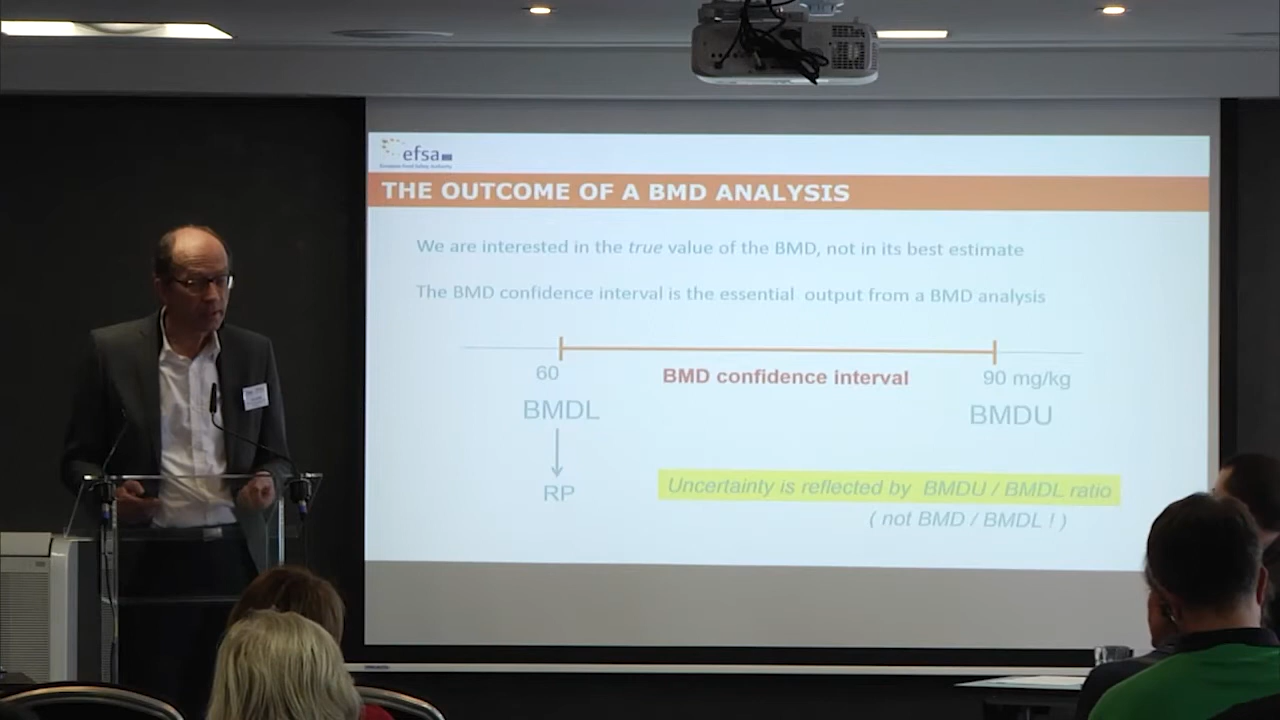 efsa
European Food Safety Authority
THE OUTCOME OF A BMD ANALYSIS
We are interested in the true value of the BMD, not in its best estimate
The BMD confidence interval is the essential output from a BMD analysis
60
BMD confidence interval
90 mg/kg
BMDL
BMDU
RP
Uncertainty is reflected by BMDU / BMDL ratio
( not BMD / BMDL ! )